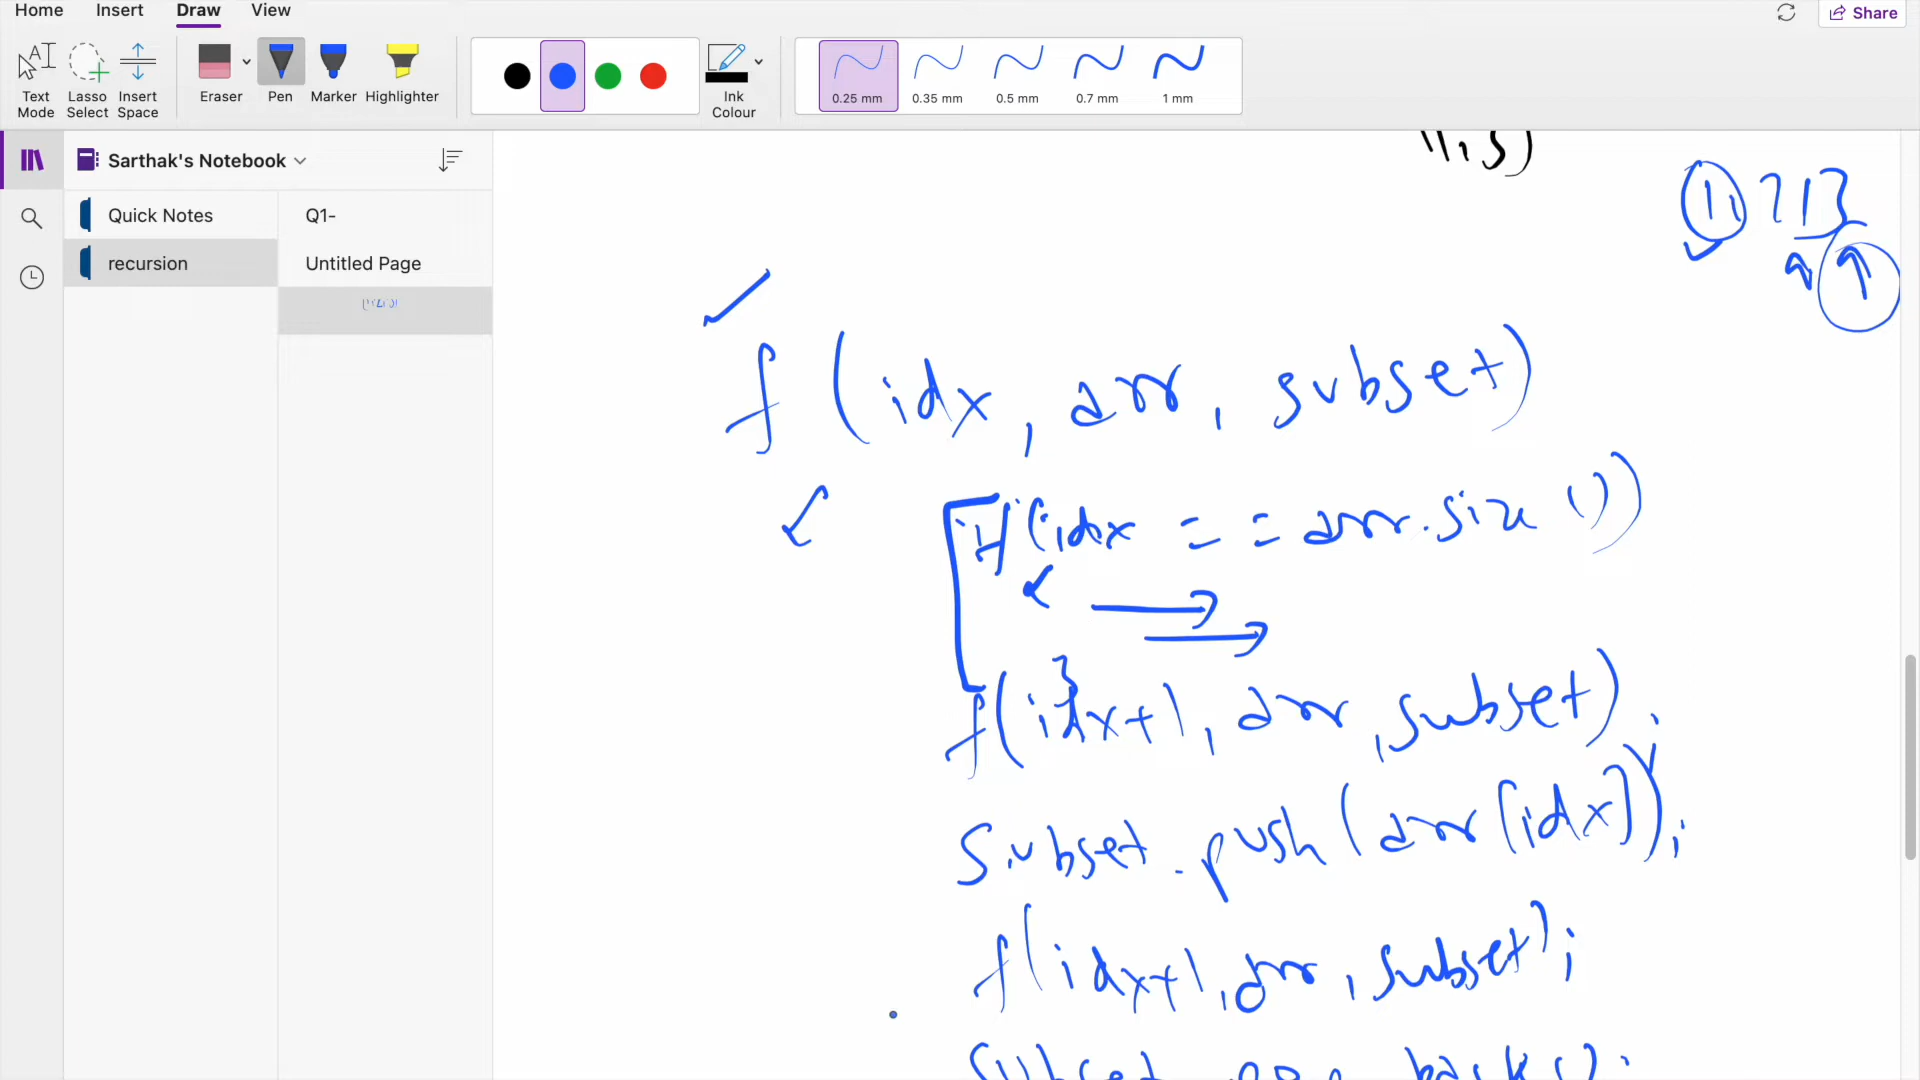 Home Insert Draw View Share
Text Mode Lasso Select Insert Space Eraser Pen Marker Highlighter Ink Colour 0.25 mm 0.35 mm 0.5 mm 0.7 mm 1 mm
Sarthak's Notebook
Quick Notes Q1-
recursion Untitled Page
f (idx, arr, subset)
{
if(idx == arr.size ())
{
}
f(idx+1, arr, subset);
Subset.push(arr[idx]);
f(idx+1, arr, subset);
Subset.pop_back();